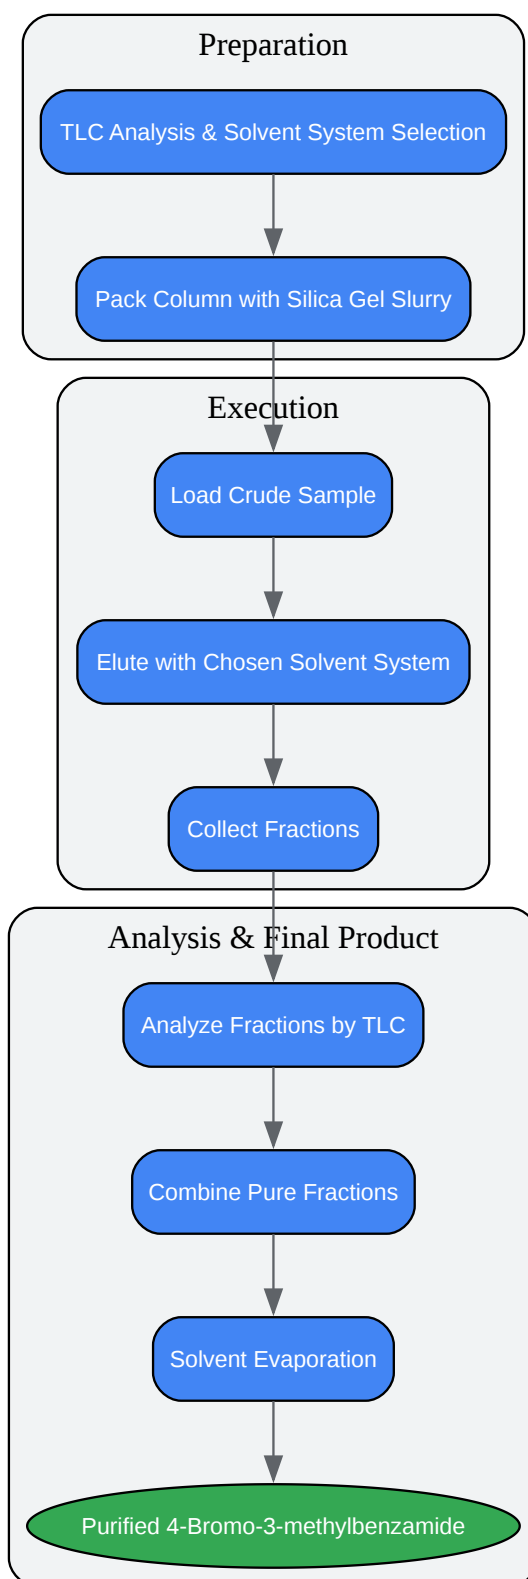 Preparation
TLC Analysis & Solvent System Selection
Pack Column with Silica Gel Slurry
Execution
Load Crude Sample
Elute with Chosen Solvent System
Collect Fractions
Analysis & Final Product
Analyze Fractions by TLC
Combine Pure Fractions
Solvent Evaporation
Purified 4-Bromo-3-methylbenzamide